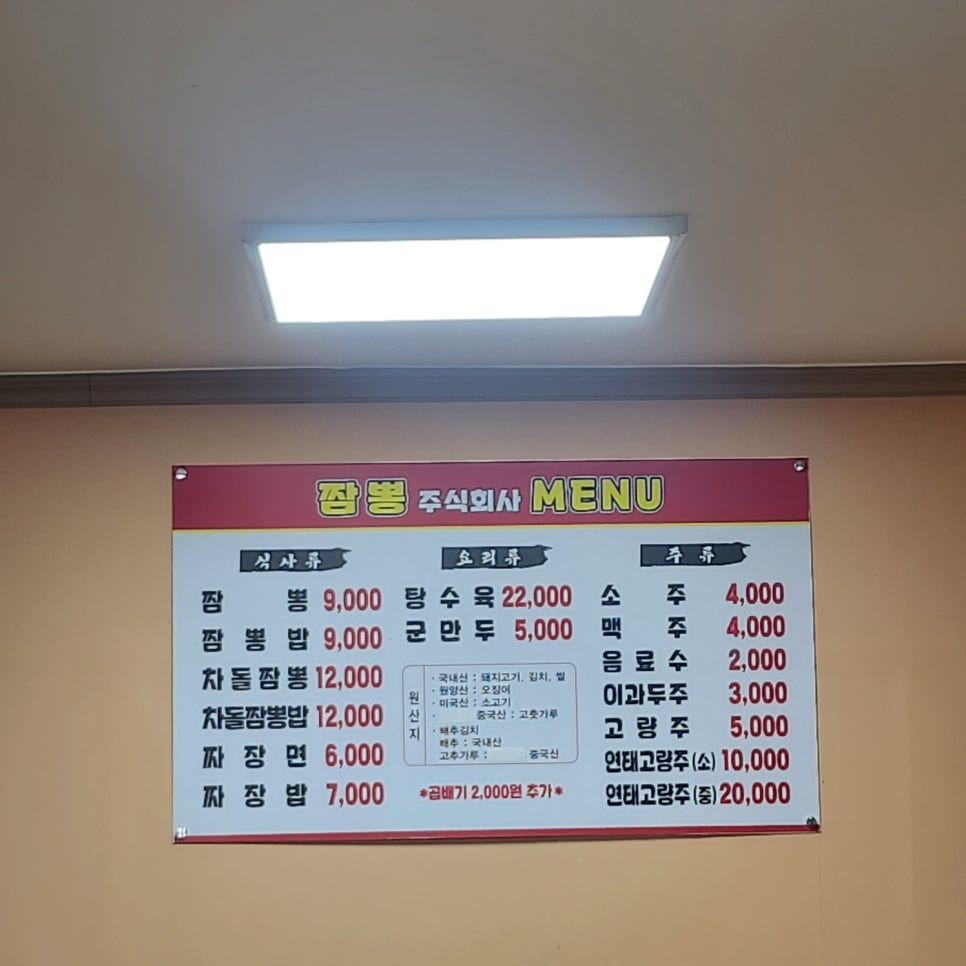 짬뽕 주식회사 MENU
식사류
짬뽕 9,000
짬뽕밥 9,000
차돌짬뽕 12,000
차돌짬뽕밥 12,000
짜장면 6,000
짜장밥 7,000
요리류
탕수육 22,000
군만두 5,000
원산지
· 국내산 : 돼지고기, 김치, 쌀
· 원양산 : 오징어
· 미국산 : 소고기
· 중국산 : 고춧가루
· 배추김치
배추 : 국내산
고추가루 : 중국산
*곱배기 2,000원 추가*
주류
소주 4,000
맥주 4,000
음료수 2,000
이과두주 3,000
고량주 5,000
연태고량주(소) 10,000
연태고량주(중) 20,000